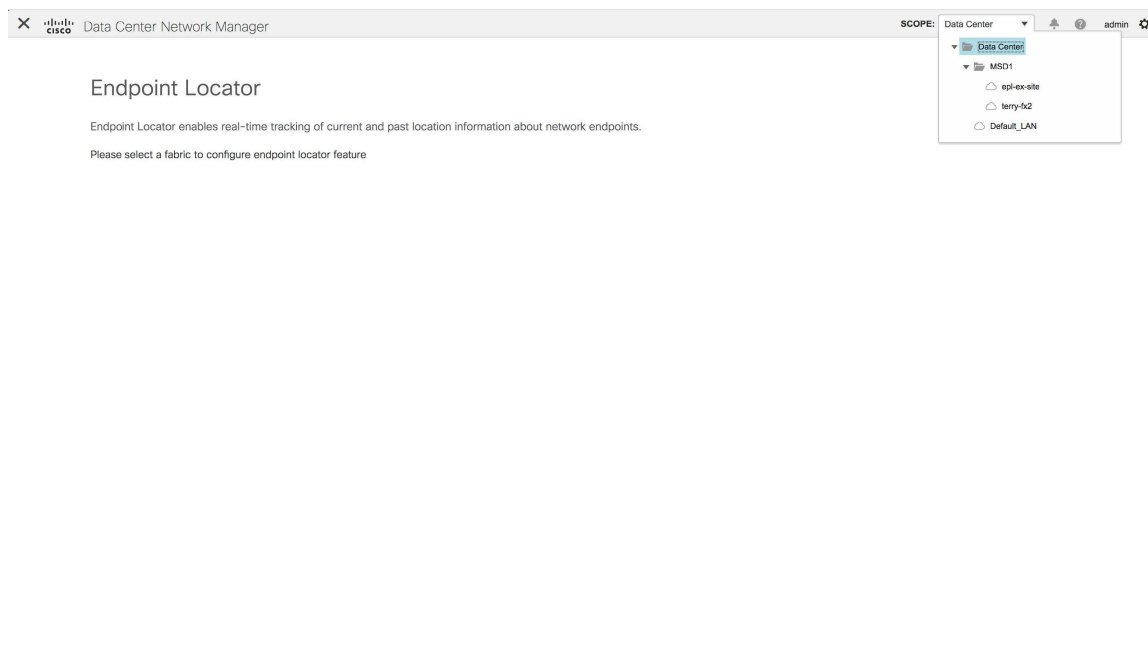 CISCO Data Center Network Manager
SCOPE: Data Center admin
Data Center
MSD1
epl-ex-site
terry-fx2
Default_LAN
Endpoint Locator
Endpoint Locator enables real-time tracking of current and past location information about network endpoints.
Please select a fabric to configure endpoint locator feature